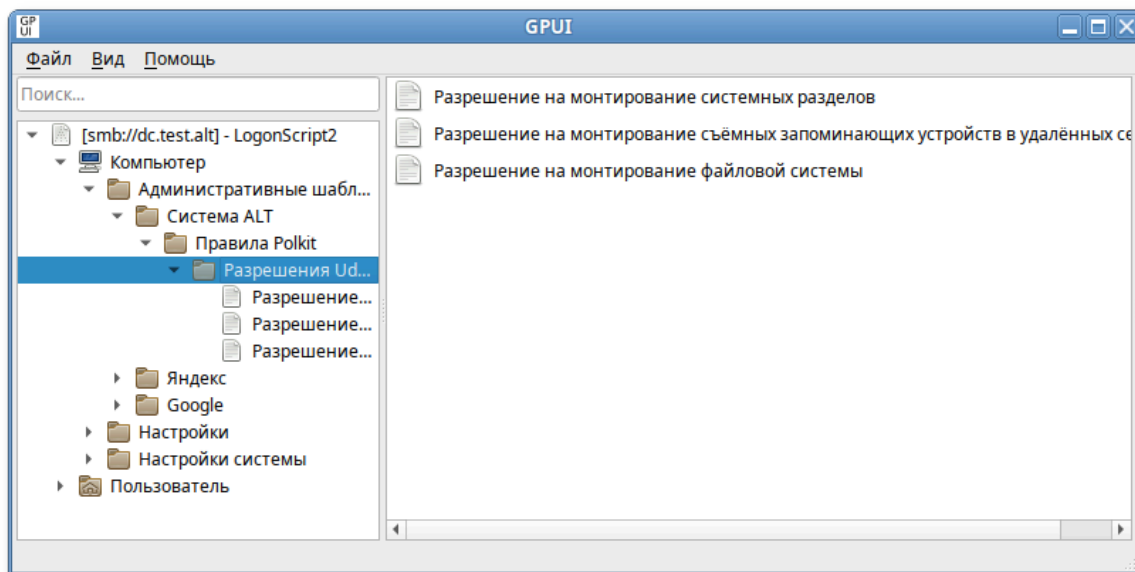 GP
UI
GPUI
Файл Вид Помощь
Поиск...
[smb://dc.test.alt] - LogonScript2
Компьютер
Административные шабл...
Система ALT
Правила Polkit
Разрешения Ud...
Разрешение...
Разрешение...
Разрешение...
Яндекс
Google
Настройки
Настройки системы
Пользователь
Разрешение на монтирование системных разделов
Разрешение на монтирование съёмных запоминающих устройств в удалённых се
Разрешение на монтирование файловой системы